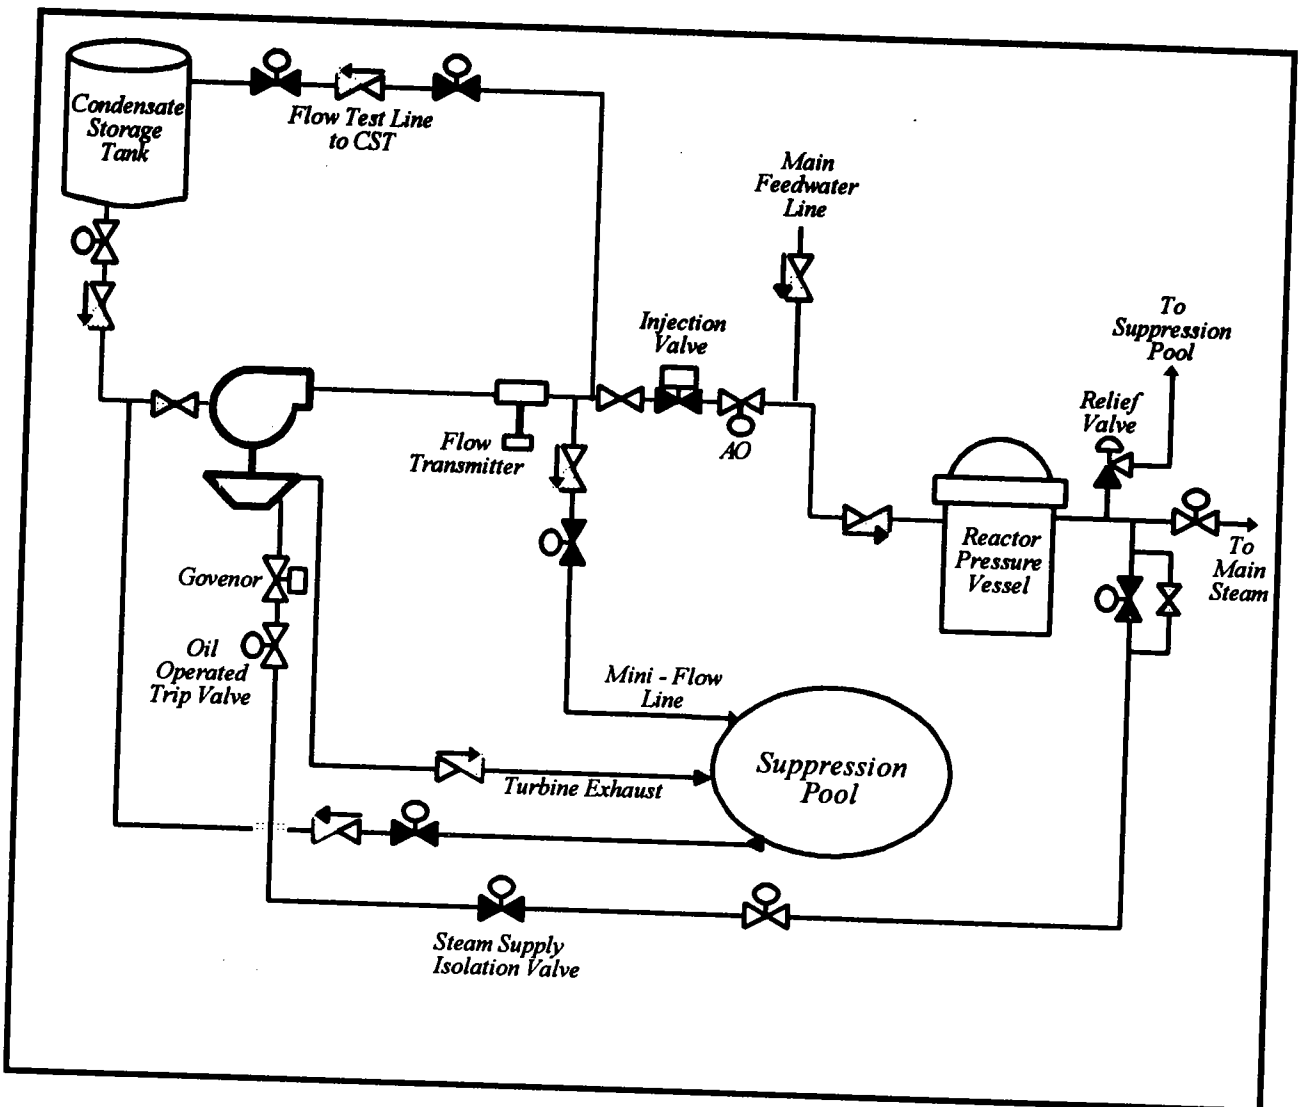 Condensate
Storage
Tank
Flow Test Line
to CST
Main
Feedwater
Line
Injection
Valve
To
Suppression
Pool
Relief
Valve
Flow
Transmitter
AO
Reactor
Pressure
Vessel
To
Main
Steam
Govenor
Oil
Operated
Trip Valve
Mini - Flow
Line
Suppression
Pool
Turbine Exhaust
Steam Supply
Isolation Valve